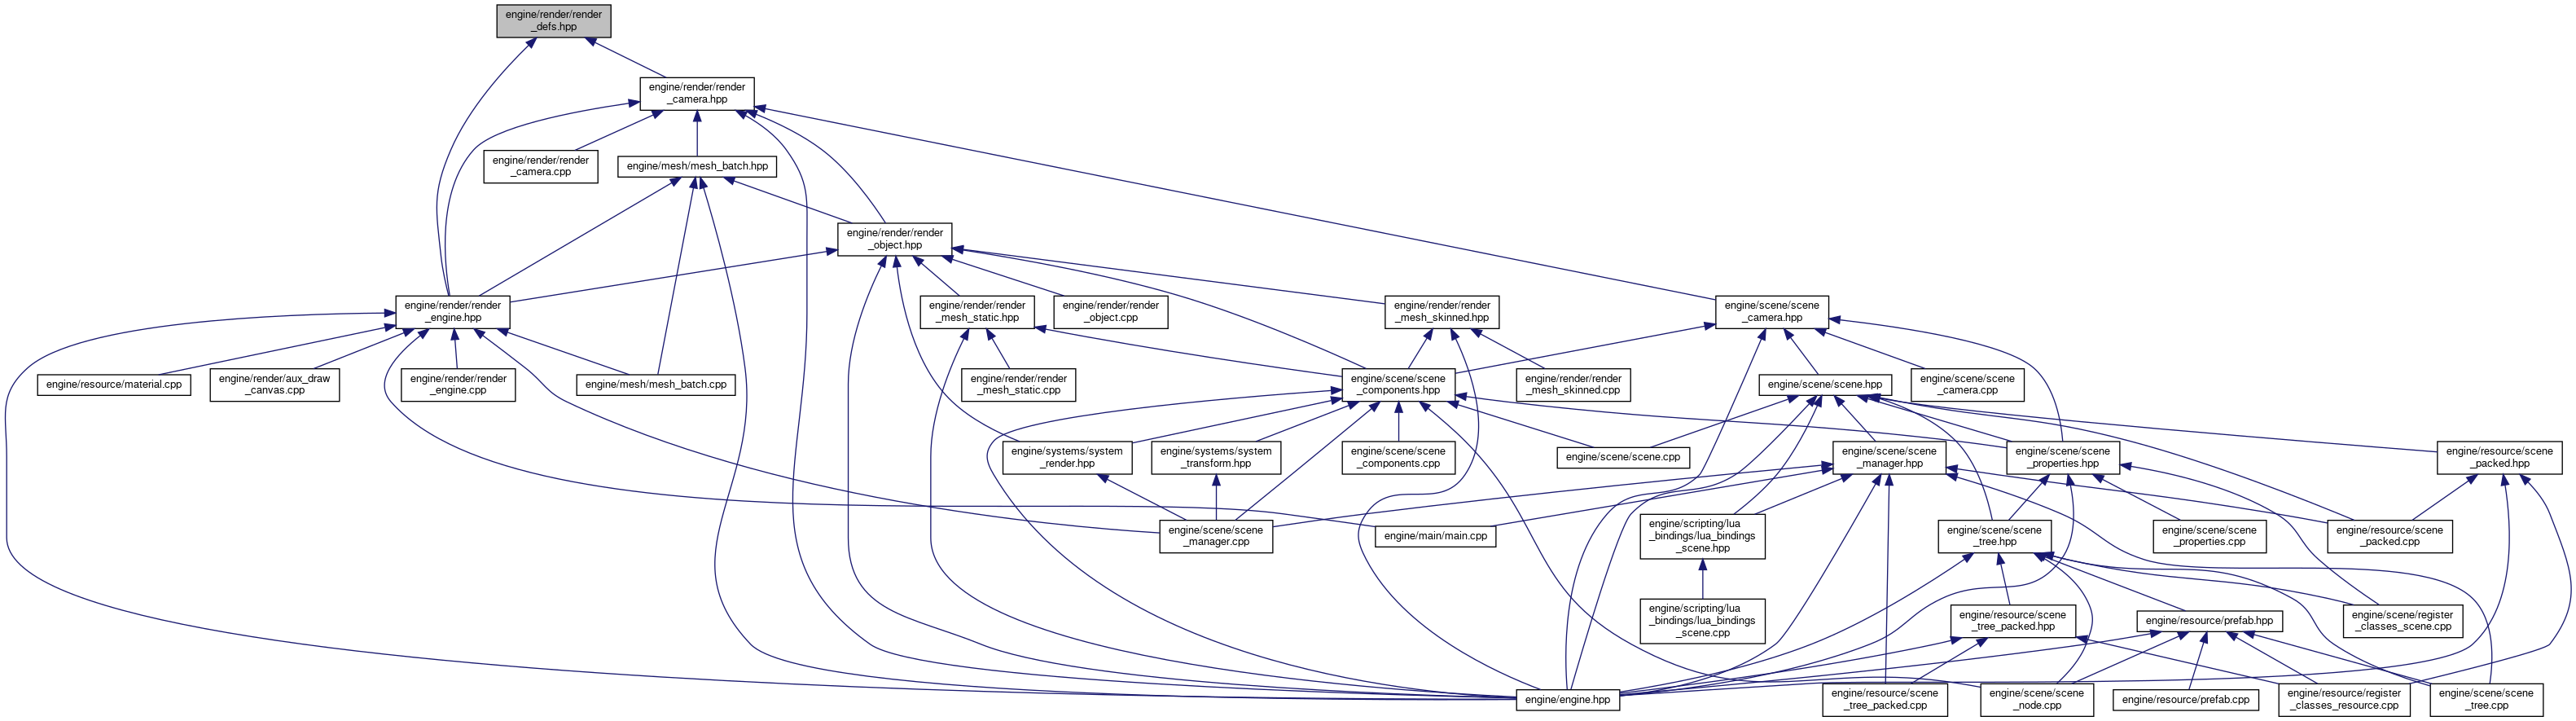 engine/render/render
_defs.hpp
engine/render/render
_camera.hpp
engine/render/render
_camera.cpp
engine/mesh/mesh_batch.hpp
engine/render/render
_object.hpp
engine/render/render
_engine.hpp
engine/render/render
_mesh_static.hpp
engine/render/render
_object.cpp
engine/render/render
_mesh_skinned.hpp
engine/scene/scene
_camera.hpp
engine/resource/material.cpp
engine/render/aux_draw
_canvas.cpp
engine/render/render
_engine.cpp
engine/mesh/mesh_batch.cpp
engine/render/render
_mesh_static.cpp
engine/scene/scene
_components.hpp
engine/render/render
_mesh_skinned.cpp
engine/scene/scene.hpp
engine/scene/scene
_camera.cpp
engine/systems/system
_render.hpp
engine/systems/system
_transform.hpp
engine/scene/scene
_components.cpp
engine/scene/scene.cpp
engine/scene/scene
_manager.hpp
engine/scene/scene
_properties.hpp
engine/resource/scene
_packed.hpp
engine/scene/scene
_manager.cpp
engine/main/main.cpp
engine/scripting/lua
_bindings/lua_bindings
_scene.hpp
engine/scene/scene
_tree.hpp
engine/scene/scene
_properties.cpp
engine/resource/scene
_packed.cpp
engine/scripting/lua
_bindings/lua_bindings
_scene.cpp
engine/resource/scene
_tree_packed.hpp
engine/resource/prefab.hpp
engine/scene/register
_classes_scene.cpp
engine/engine.hpp
engine/resource/scene
_tree_packed.cpp
engine/scene/scene
_node.cpp
engine/resource/prefab.cpp
engine/resource/register
_classes_resource.cpp
engine/scene/scene
_tree.cpp